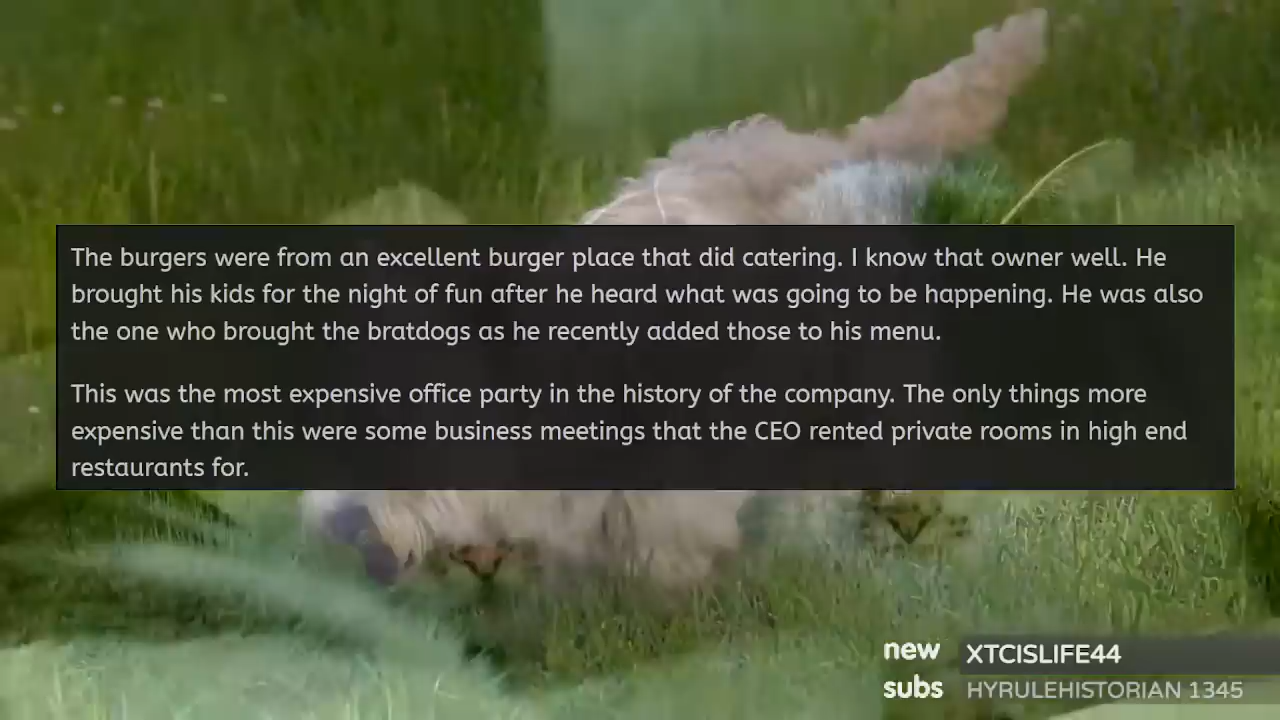 The burgers were from an excellent burger place that did catering. I know that owner well. He
brought his kids for the night of fun after he heard what was going to be happening. He was also
the one who brought the bratdogs as he recently added those to his menu.
This was the most expensive office party in the history of the company. The only things more
expensive than this were some business meetings that the CEO rented private rooms in high end
restaurants for.
new XTCISLIFE44
subs HYRULEHISTORIAN 1345